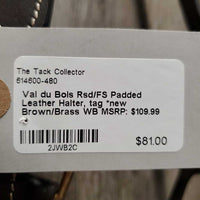 The Tack Collector
614600-480
Val du Bois Rsd/FS Padded
Leather Halter, tag *new
Brown/Brass WB MSRP: $109.99
*
$81.00
2JWB2C